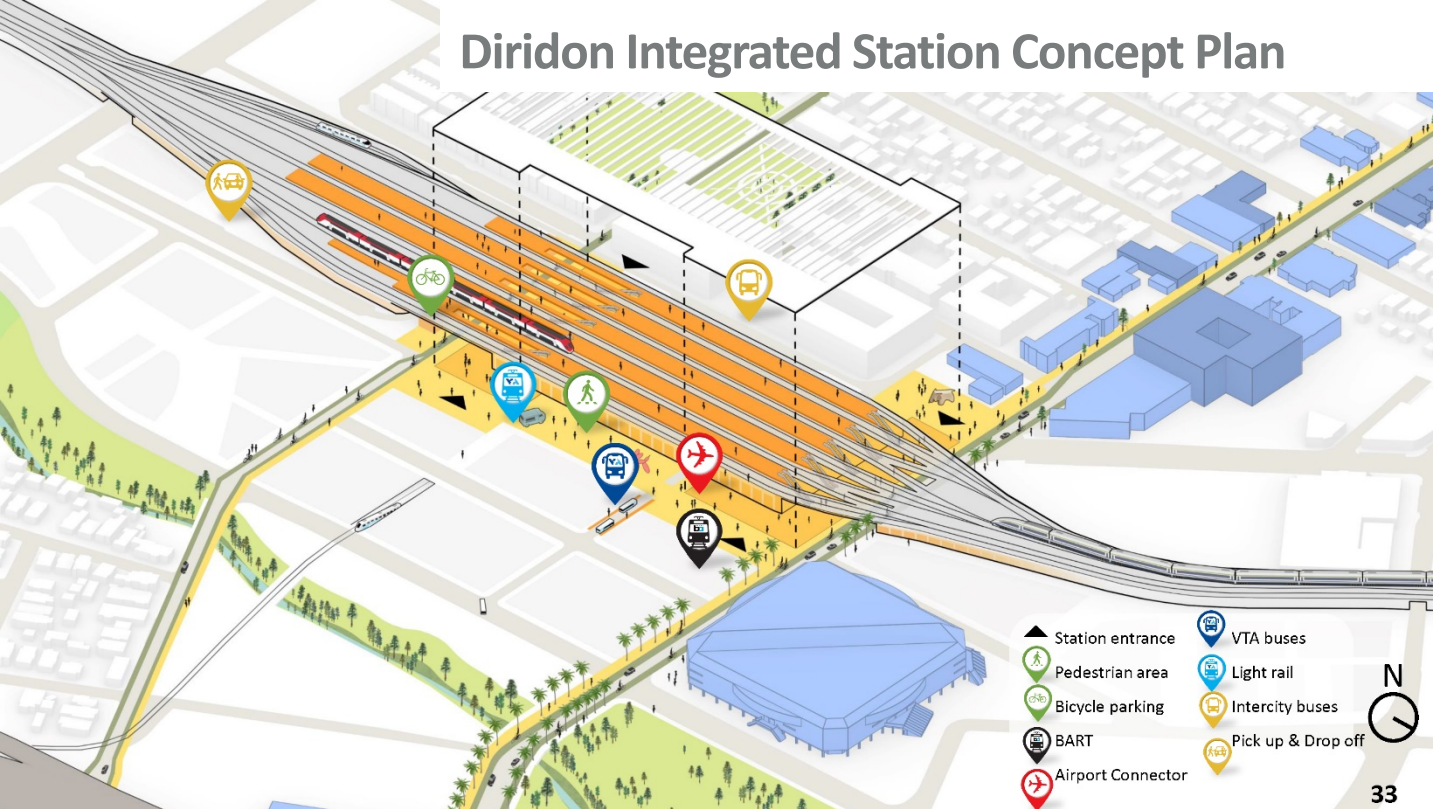 Diridon Integrated Station Concept Plan
Station entrance
Pedestrian area
Bicycle parking
BART
Airport Connector
VTA buses
Light rail
Intercity buses
Pick up & Drop off
N
33